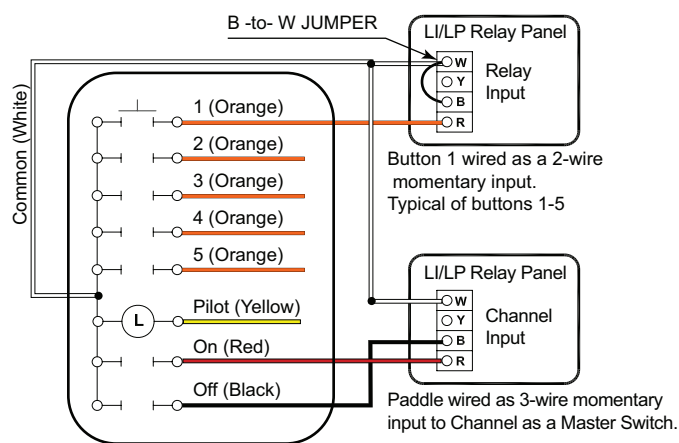 B -to- W JUMPER
LI/LP Relay Panel
W
Y
B
R
Relay
Input
Common (White)
1 (Orange)
2 (Orange)
3 (Orange)
4 (Orange)
5 (Orange)
L
Pilot (Yellow)
On (Red)
Off (Black)
Button 1 wired as a 2-wire
momentary input.
Typical of buttons 1-5
LI/LP Relay Panel
W
Y
B
R
Channel
Input
Paddle wired as 3-wire momentary
input to Channel as a Master Switch.